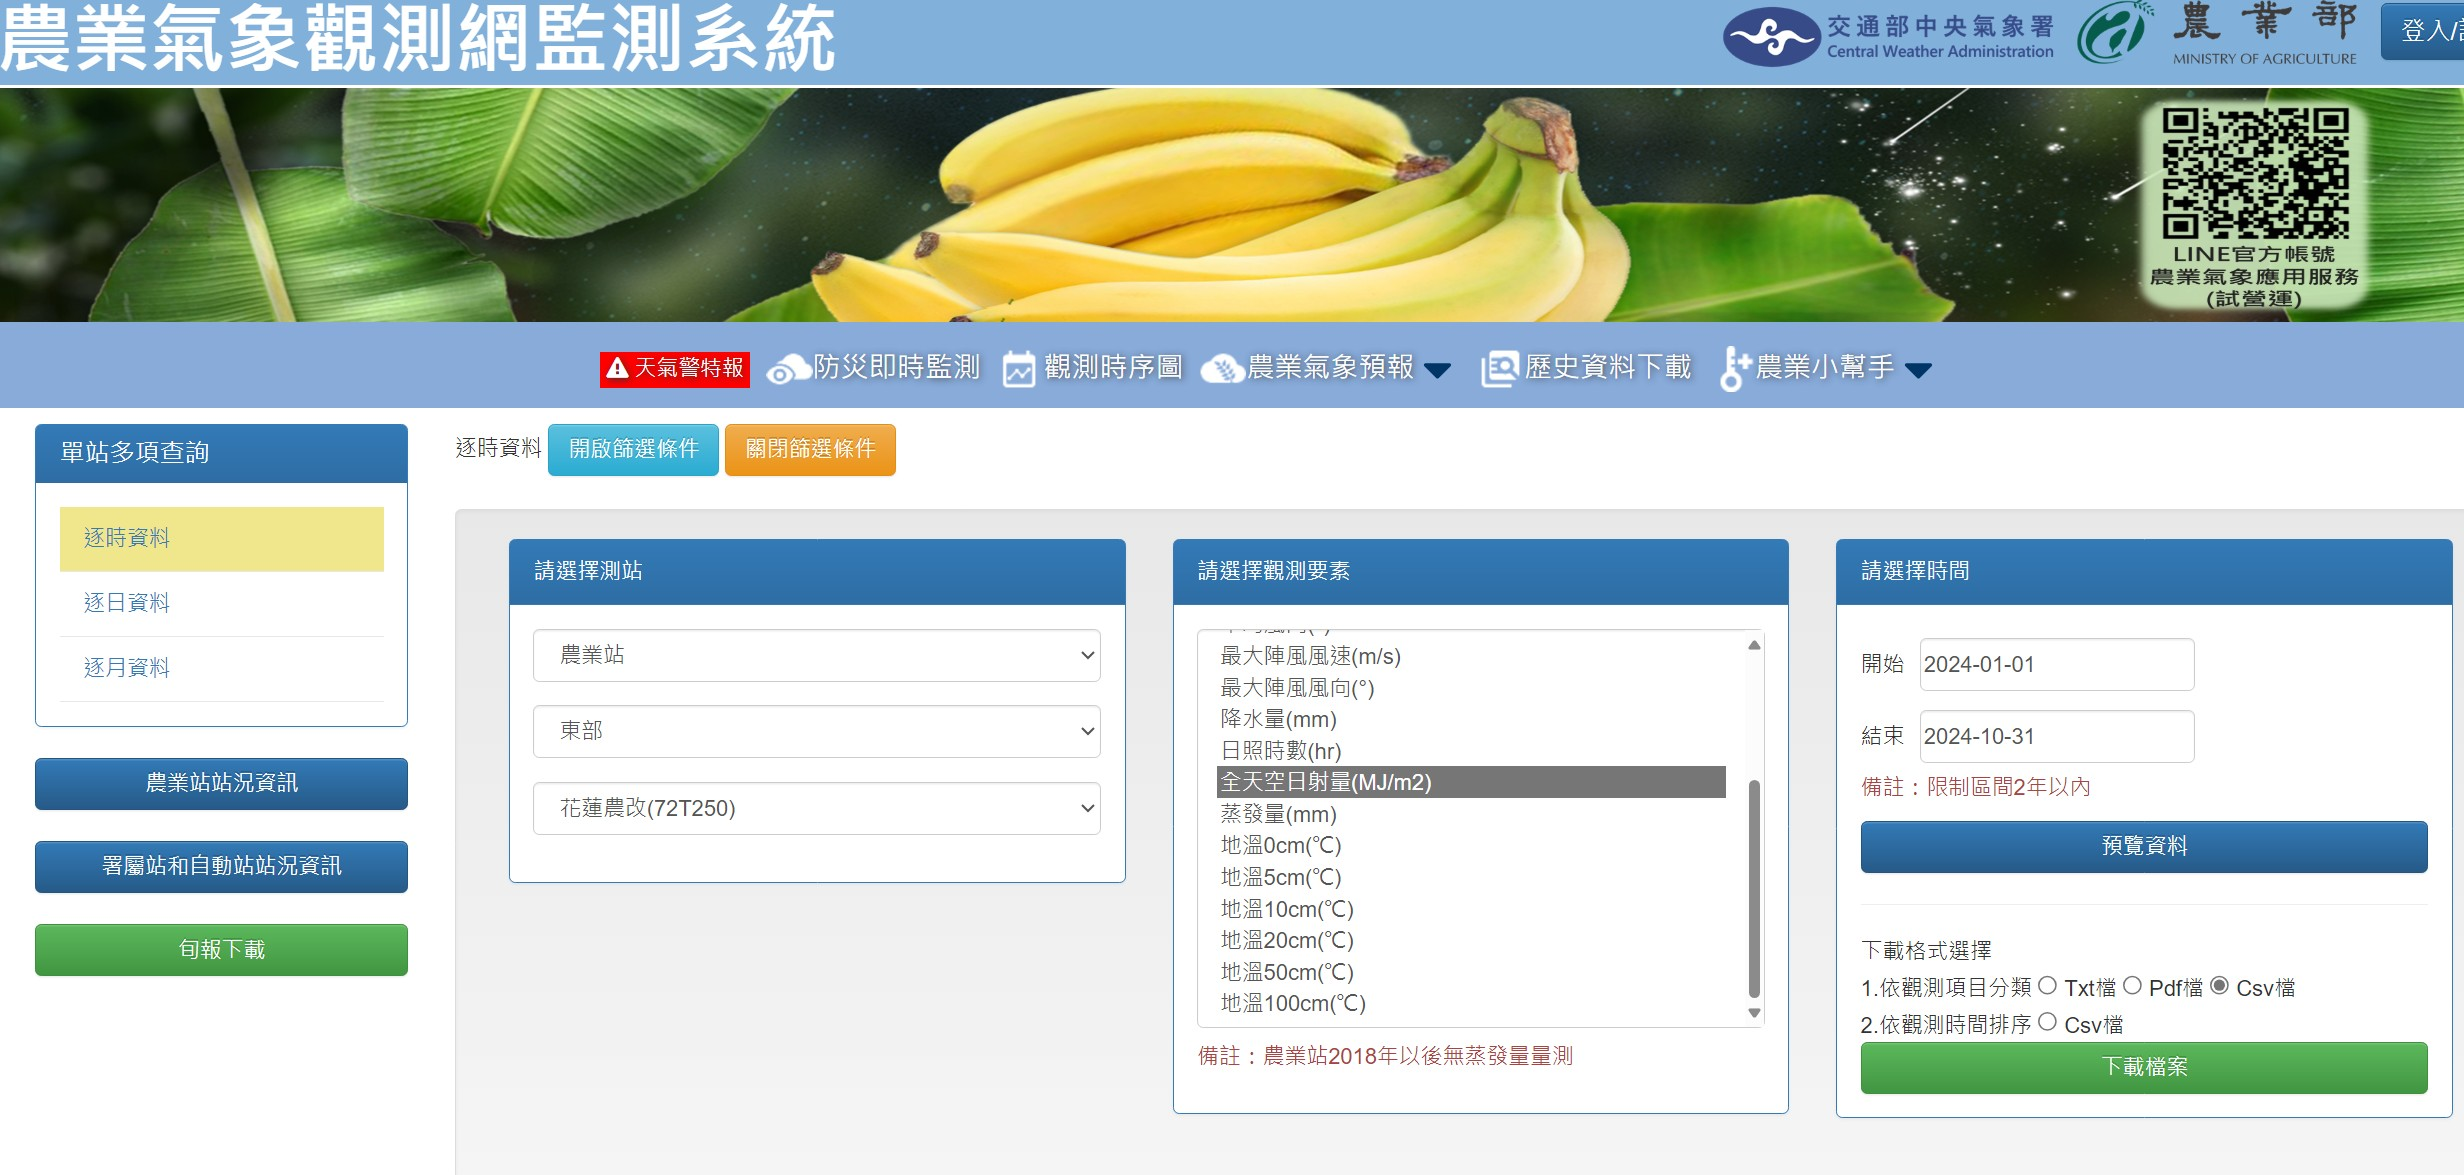 農業氣象觀測網監測系統
交通部中央氣象署
Central Weather Administration
農業部
MINISTRY OF AGRICULTURE
登入/
LINE官方帳號
農業氣象應用服務
(試營運)
天氣警特報 防災即時監測 觀測時序圖 農業氣象預報 歷史資料下載 農業小幫手
單站多項查詢
逐時資料
逐日資料
逐月資料
農業站站況資訊
署屬站和自動站站況資訊
旬報下載
逐時資料 開啟篩選條件 關閉篩選條件
請選擇測站
農業站
東部
花蓮農改(72T250)
請選擇觀測要素
最大陣風風速(m/s)
最大陣風風向(°)
降水量(mm)
日照時數(hr)
全天空日射量(MJ/m2)
蒸發量(mm)
地溫0cm(℃)
地溫5cm(℃)
地溫10cm(℃)
地溫20cm(℃)
地溫50cm(℃)
地溫100cm(℃)
備註：農業站2018年以後無蒸發量量測
請選擇時間
開始 2024-01-01
結束 2024-10-31
備註：限制區間2年以內
預覽資料
下載格式選擇
1.依觀測項目分類 Txt檔 Pdf檔 Csv檔
2.依觀測時間排序 Csv檔
下載檔案